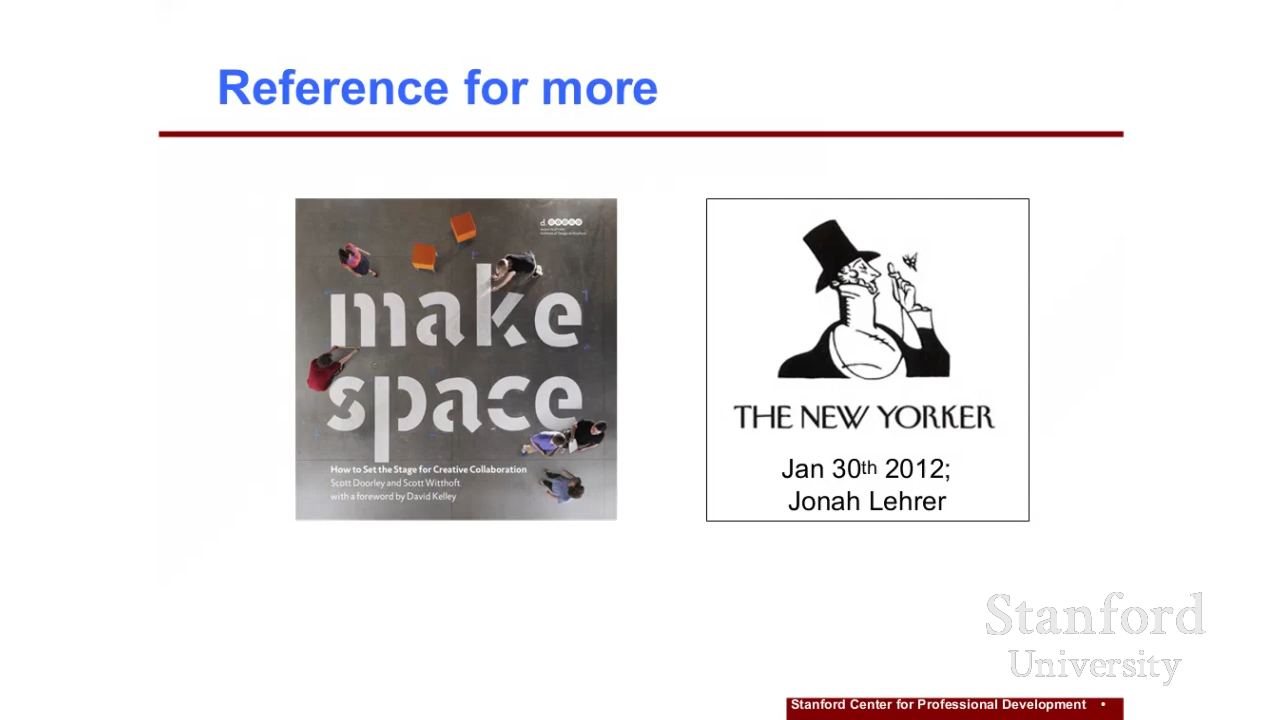 Reference for more
make
space
How to Set the Stage for Creative Collaboration
Scott Doorley and Scott Witthoft
with a foreword by David Kelley
THE NEW YORKER
Jan 30th 2012;
Jonah Lehrer
Stanford
University
Stanford Center for Professional Development •